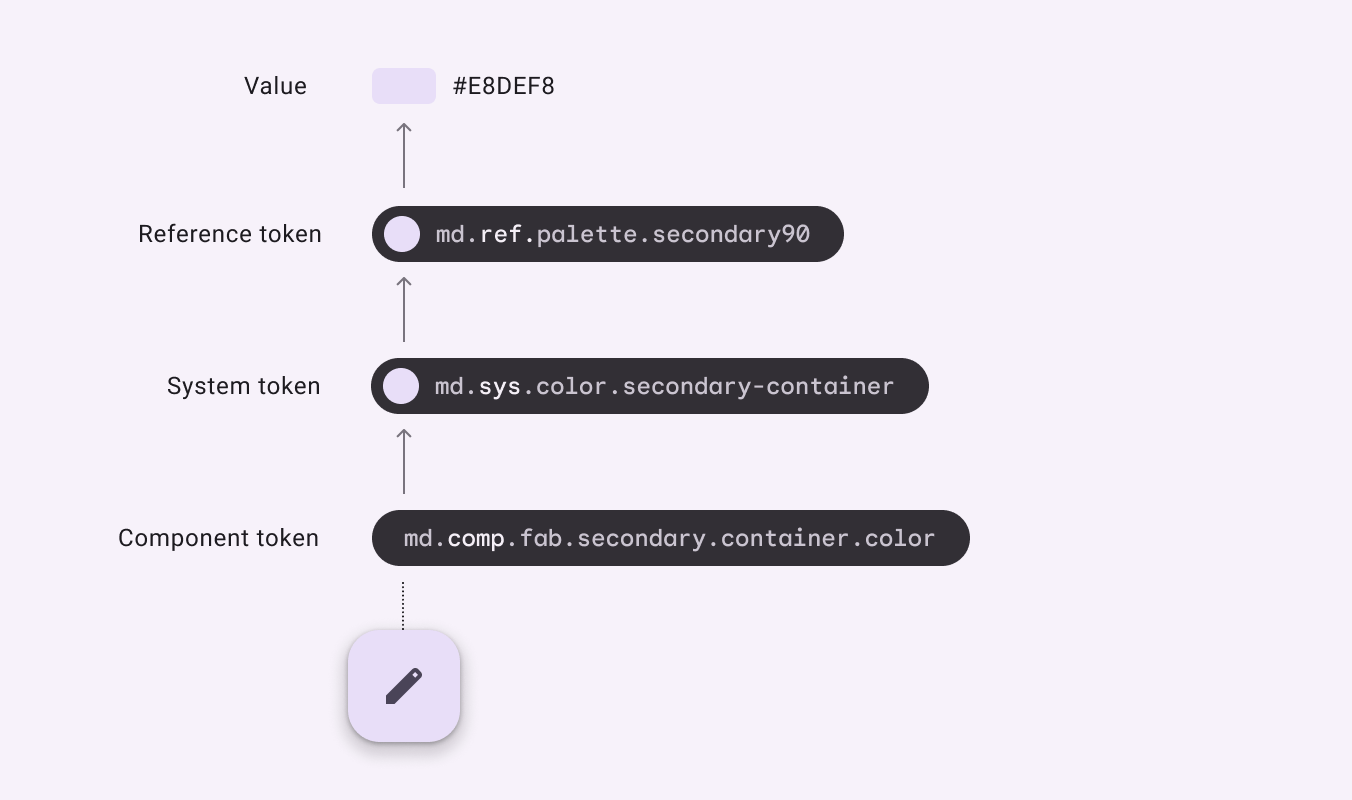 Value #E8DEF8
Reference token md.ref.palette.secondary90
System token md.sys.color.secondary-container
Component token md.comp.fab.secondary.container.color